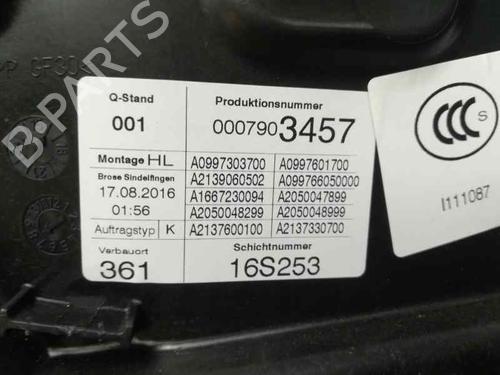 P GF30
B-PARTS
Q-Stand Produktionsnummer
001 0007903457
Montage HL A0997303700 A0997601700
Brose Sindelfingen A2139060502 A099766050000
17.08.2016 A1667230094 A2050047899
01:56 A2050048299 A2050048999
Auftragstyp K A2137600100 A2137330700
Verbauort Schichtnummer
361 16S253
CCC S
I111087